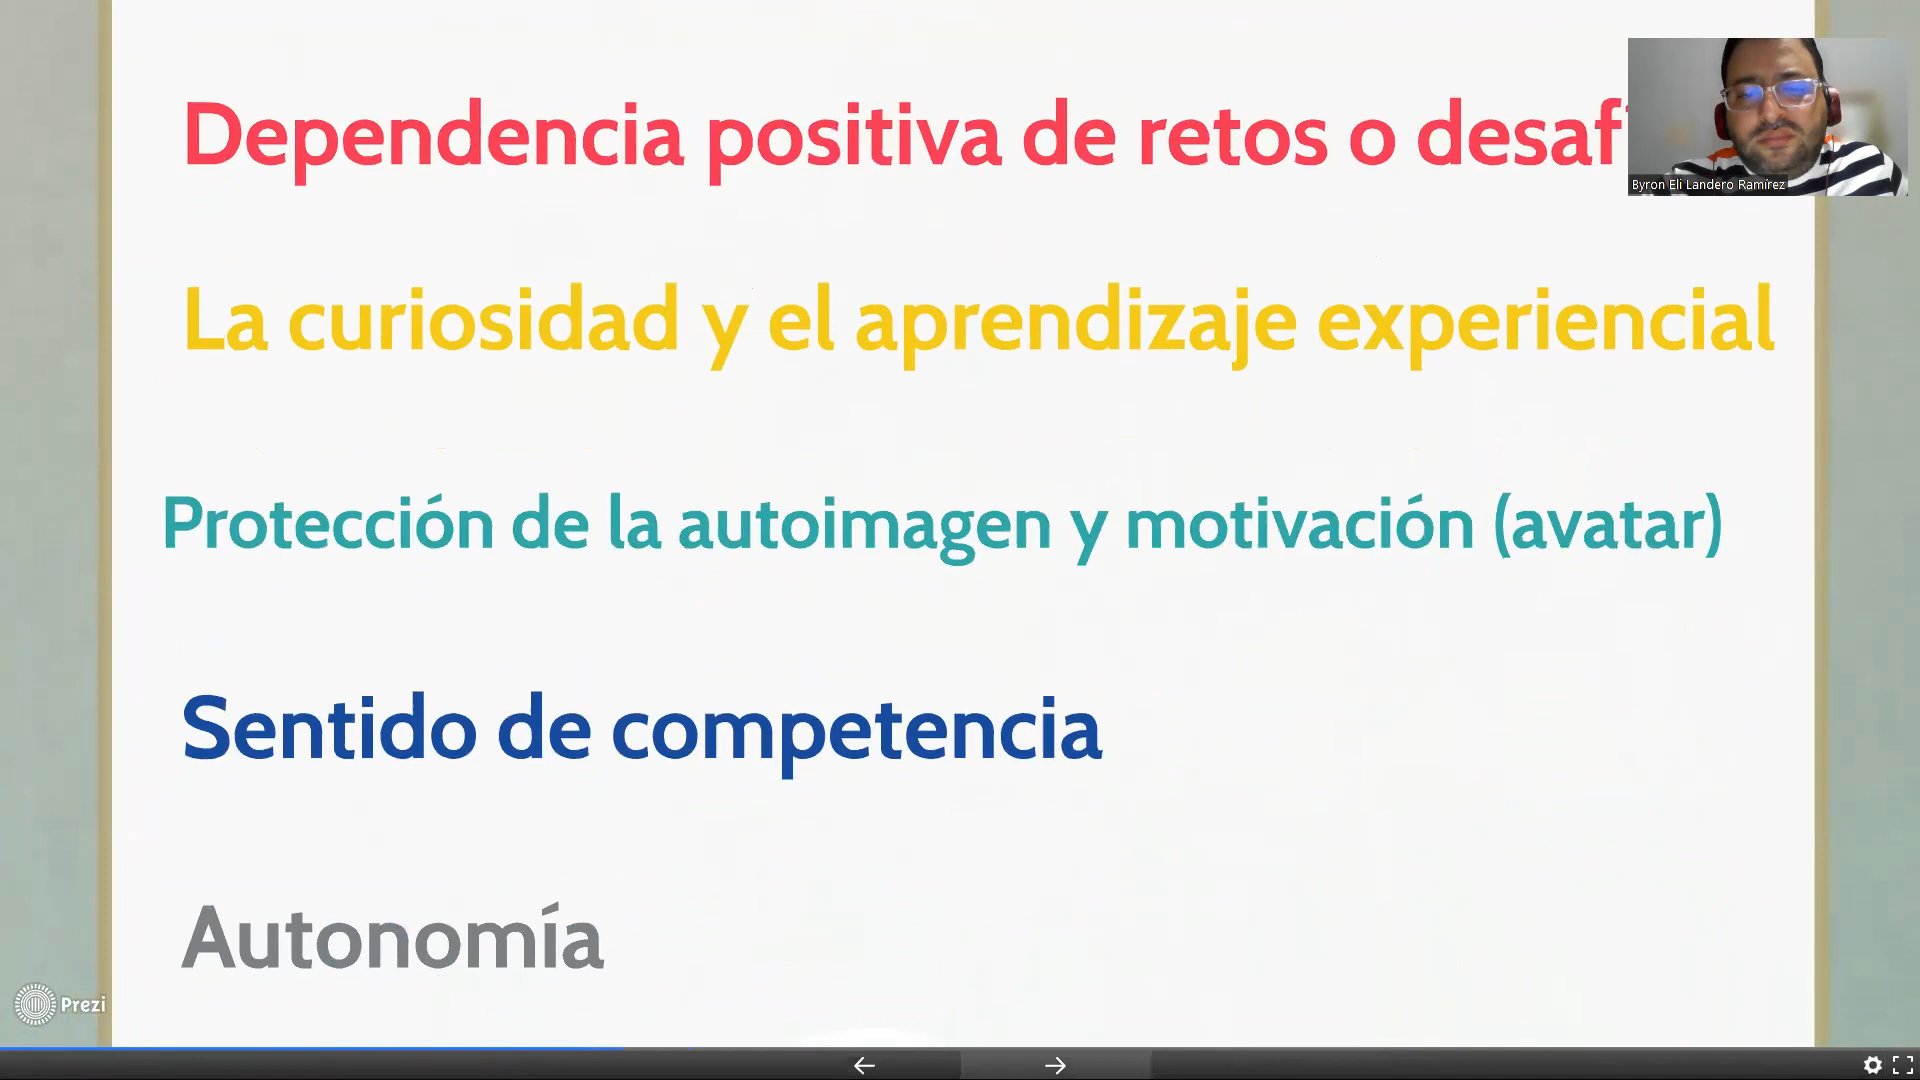 Dependencia positiva de retos o
Byron Eli Landero Ramírez
La curiosidad y el aprendizaje experiencial
Protección de la autoimagen y motivación (avatar)
Sentido de competencia
Autonomía
Prezi